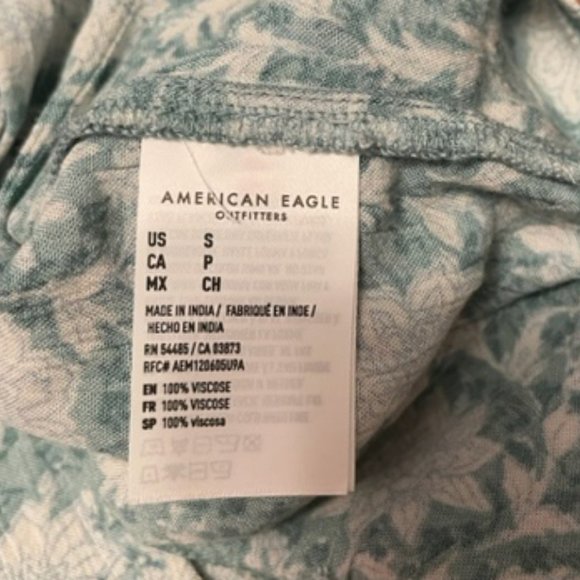 AMERICAN EAGLE
OUTFITTERS
US S
CA P
MX CH
MADE IN INDIA / FABRIQUÉ EN INDE /
HECHO EN INDIA
RN 54485 / CA 03873
RFC# AEM120605U9A
EN 100% VISCOSE
FR 100% VISCOSE
SP 100% viscosa